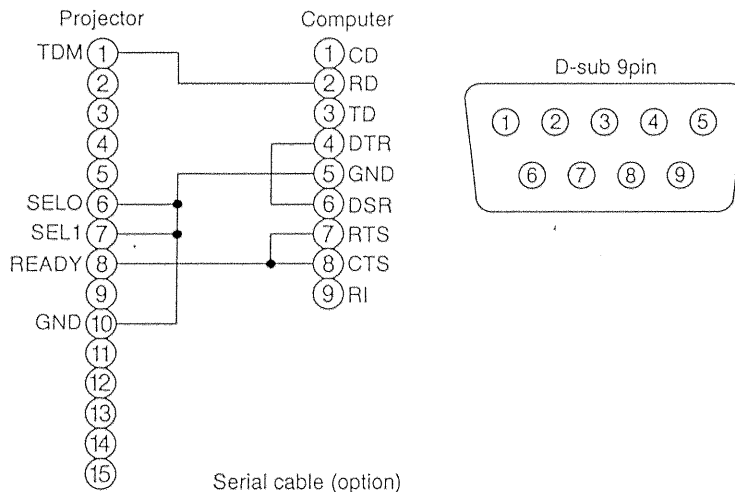 Projector
TDM 1
2
3
4
5
SELO 6
SEL1 7
READY 8
9
GND 10
11
12
13
14
15
Computer
1 CD
2 RD
3 TD
4 DTR
5 GND
6 DSR
7 RTS
8 CTS
9 RI
D-sub 9pin
1 2 3 4 5
6 7 8 9
Serial cable (option)